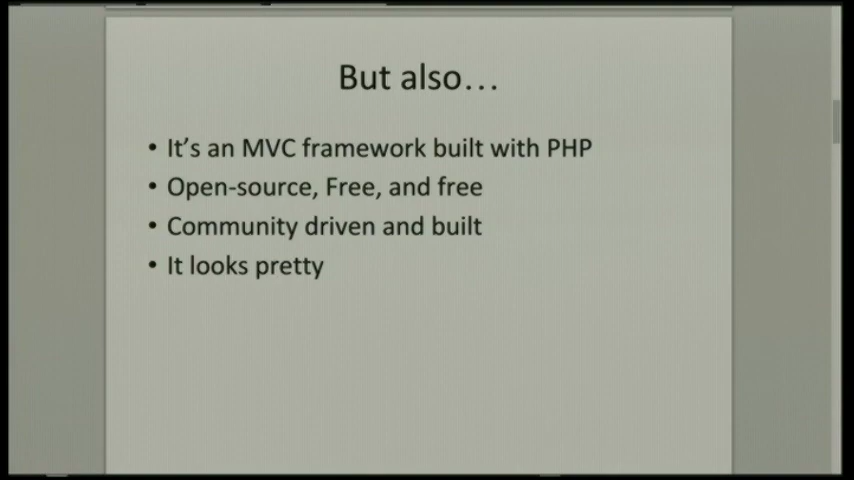 But also…
• It's an MVC framework built with PHP
• Open-source, Free, and free
• Community driven and built
• It looks pretty